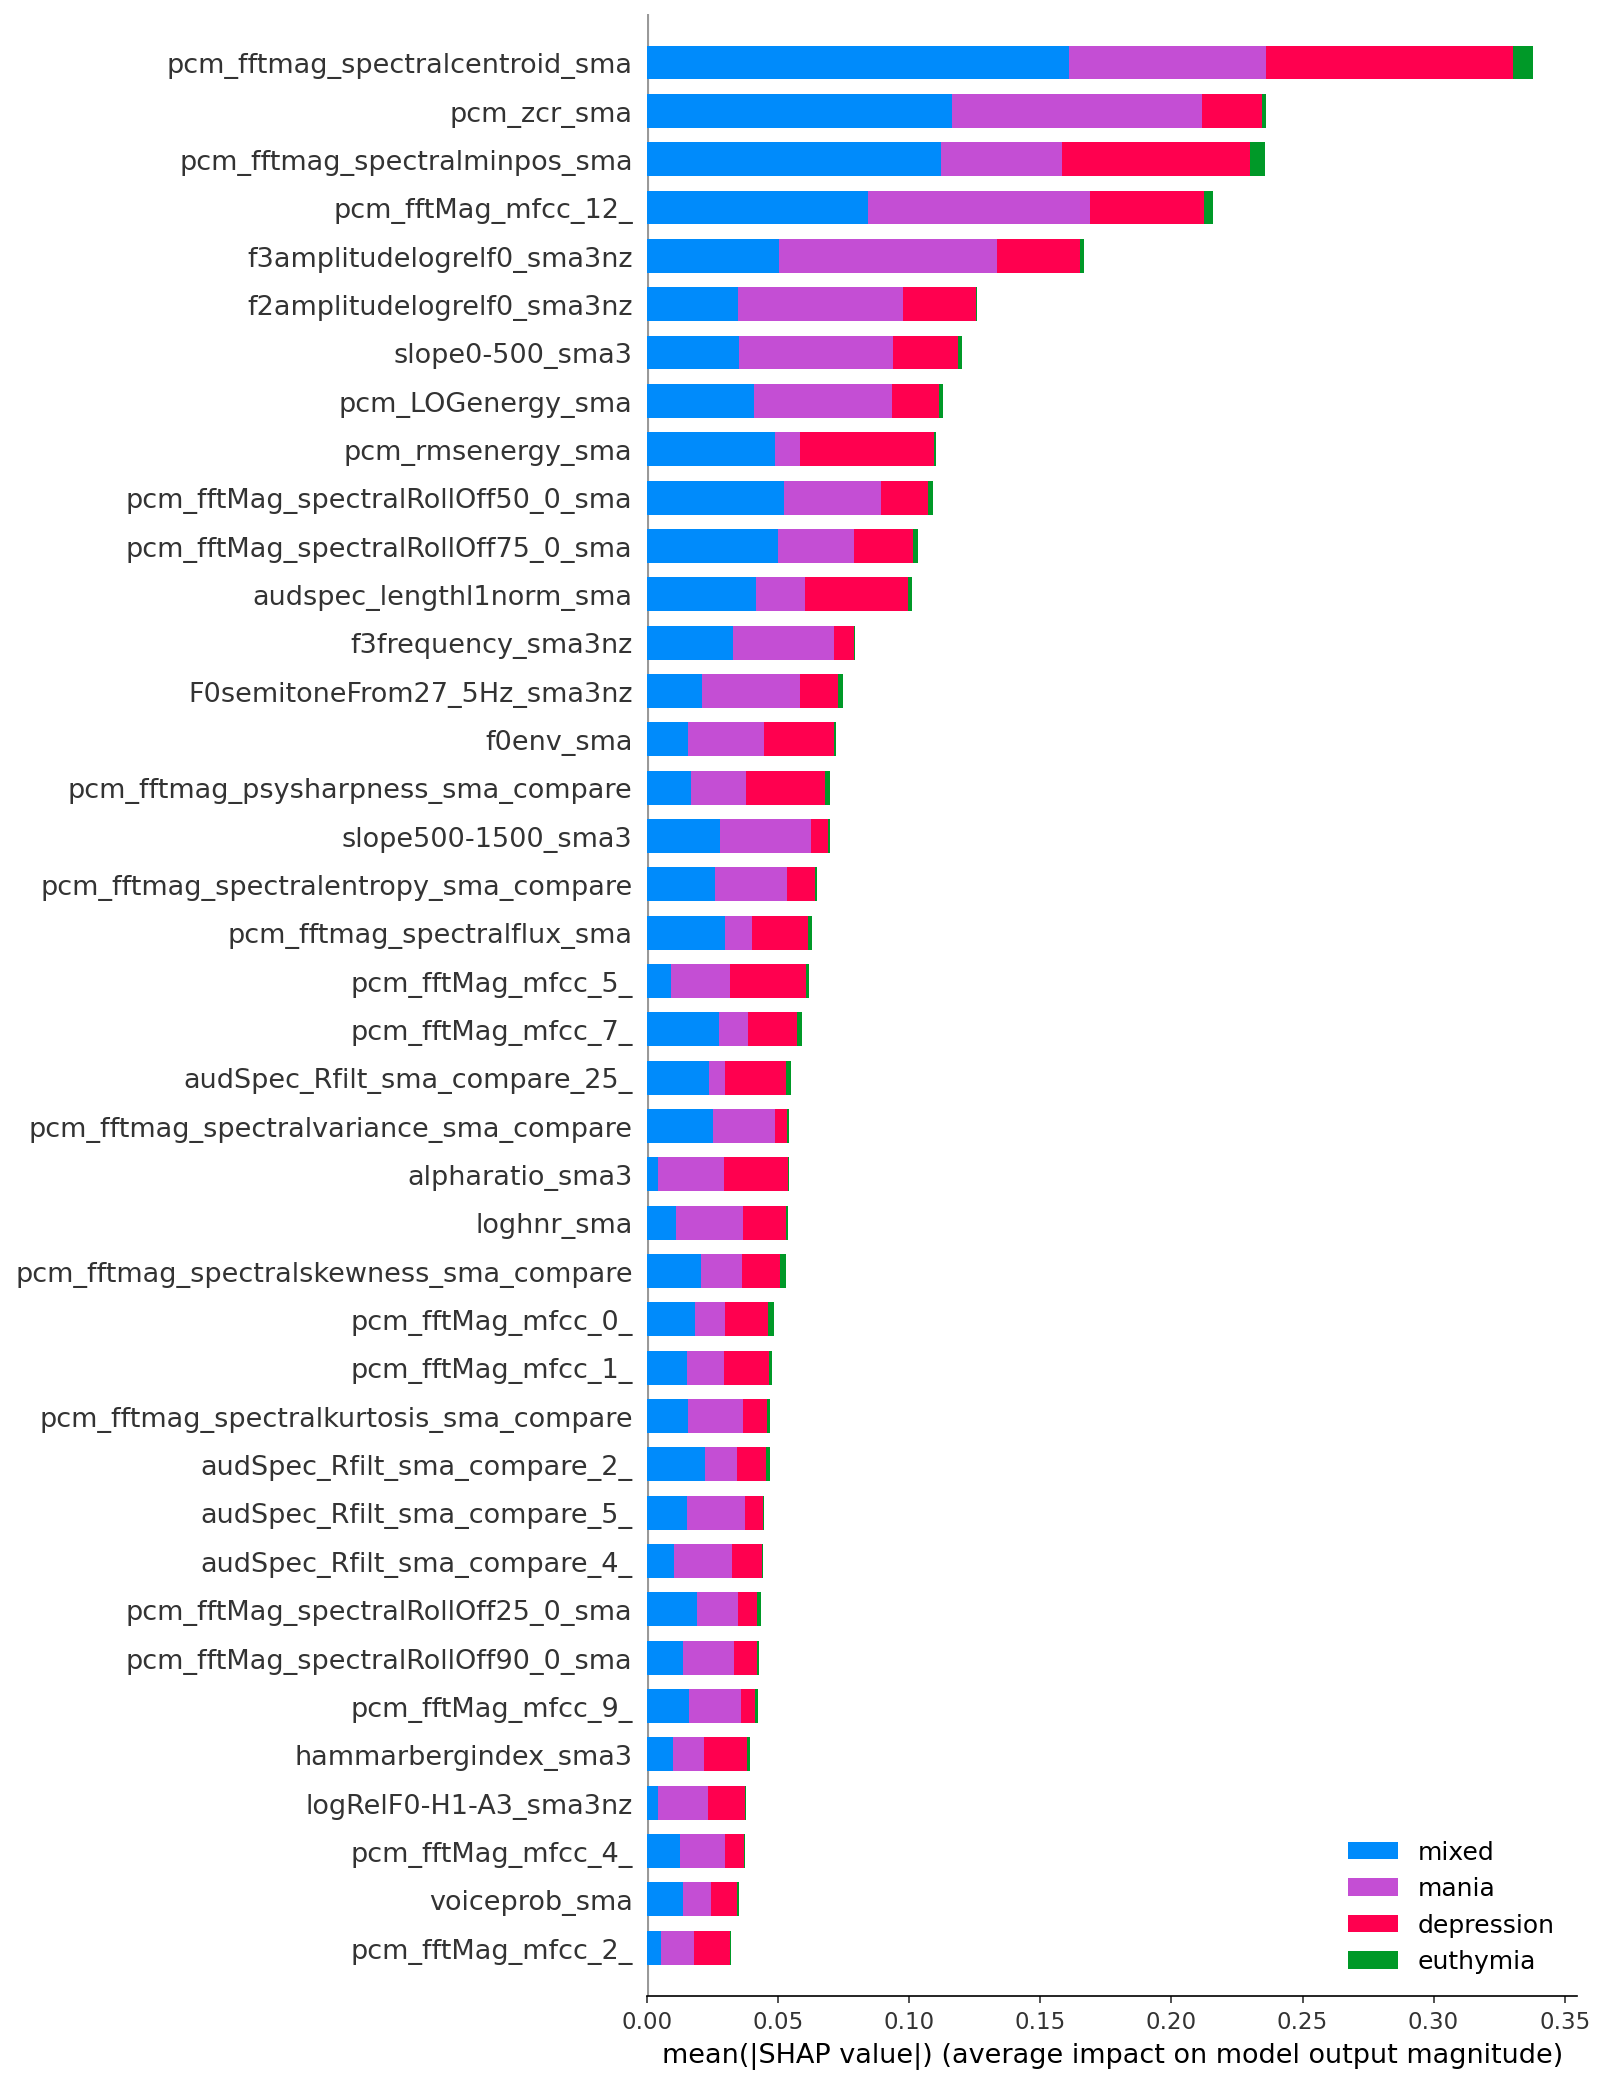 pcm_fftmag_spectralcentroid_sma
pcm_zcr_sma
pcm_fftmag_spectralminpos_sma
pcm_fftMag_mfcc_12_
f3amplitudelogrelf0_sma3nz
f2amplitudelogrelf0_sma3nz
slope0-500_sma3
pcm_LOGenergy_sma
pcm_rmsenergy_sma
pcm_fftMag_spectralRollOff50_0_sma
pcm_fftMag_spectralRollOff75_0_sma
audspec_lengthl1norm_sma
f3frequency_sma3nz
F0semitoneFrom27_5Hz_sma3nz
f0env_sma
pcm_fftmag_psysharpness_sma_compare
slope500-1500_sma3
pcm_fftmag_spectralentropy_sma_compare
pcm_fftmag_spectralflux_sma
pcm_fftMag_mfcc_5_
pcm_fftMag_mfcc_7_
audSpec_Rfilt_sma_compare_25_
pcm_fftmag_spectralvariance_sma_compare
alpharatio_sma3
loghnr_sma
pcm_fftmag_spectralskewness_sma_compare
pcm_fftMag_mfcc_0_
pcm_fftMag_mfcc_1_
pcm_fftmag_spectralkurtosis_sma_compare
audSpec_Rfilt_sma_compare_2_
audSpec_Rfilt_sma_compare_5_
audSpec_Rfilt_sma_compare_4_
pcm_fftMag_spectralRollOff25_0_sma
pcm_fftMag_spectralRollOff90_0_sma
pcm_fftMag_mfcc_9_
hammarbergindex_sma3
logRelF0-H1-A3_sma3nz
pcm_fftMag_mfcc_4_
voiceprob_sma
pcm_fftMag_mfcc_2_
mixed
mania
depression
euthymia
0.00 0.05 0.10 0.15 0.20 0.25 0.30 0.35
mean(|SHAP value|) (average impact on model output magnitude)